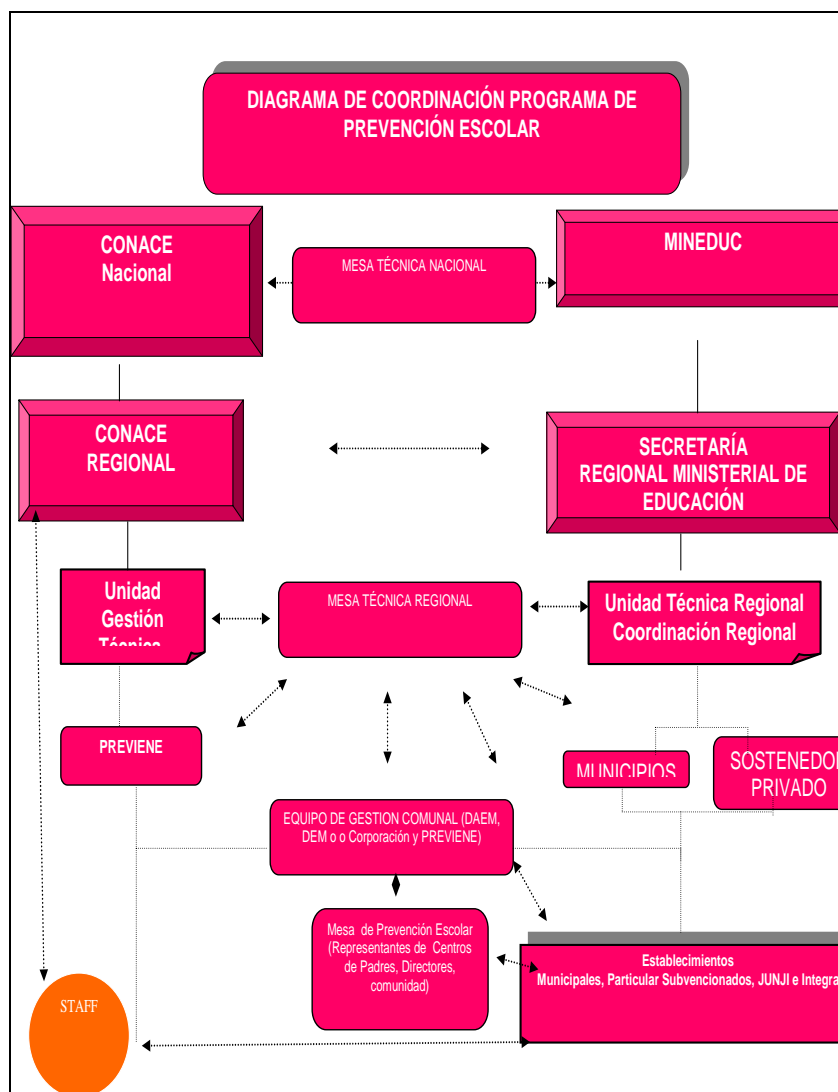 DIAGRAMA DE COORDINACIÓN PROGRAMA DE
PREVENCIÓN ESCOLAR
CONACE
Nacional
MESA TÉCNICA NACIONAL
MINEDUC
CONACE
REGIONAL
SECRETARÍA
REGIONAL MINISTERIAL DE
EDUCACIÓN
Unidad
Gestión
Técnica
MESA TÉCNICA REGIONAL
Unidad Técnica Regional
Coordinación Regional
PREVIENE
MUNICIPIOS
SOSTENEDOR
PRIVADO
EQUIPO DE GESTION COMUNAL (DAEM,
DEM o o Corporación y PREVIENE)
Mesa de Prevención Escolar
(Representantes de Centros
de Padres, Directores,
comunidad)
Establecimientos
Municipales, Particular Subvencionados, JUNJI e Integra
STAFF